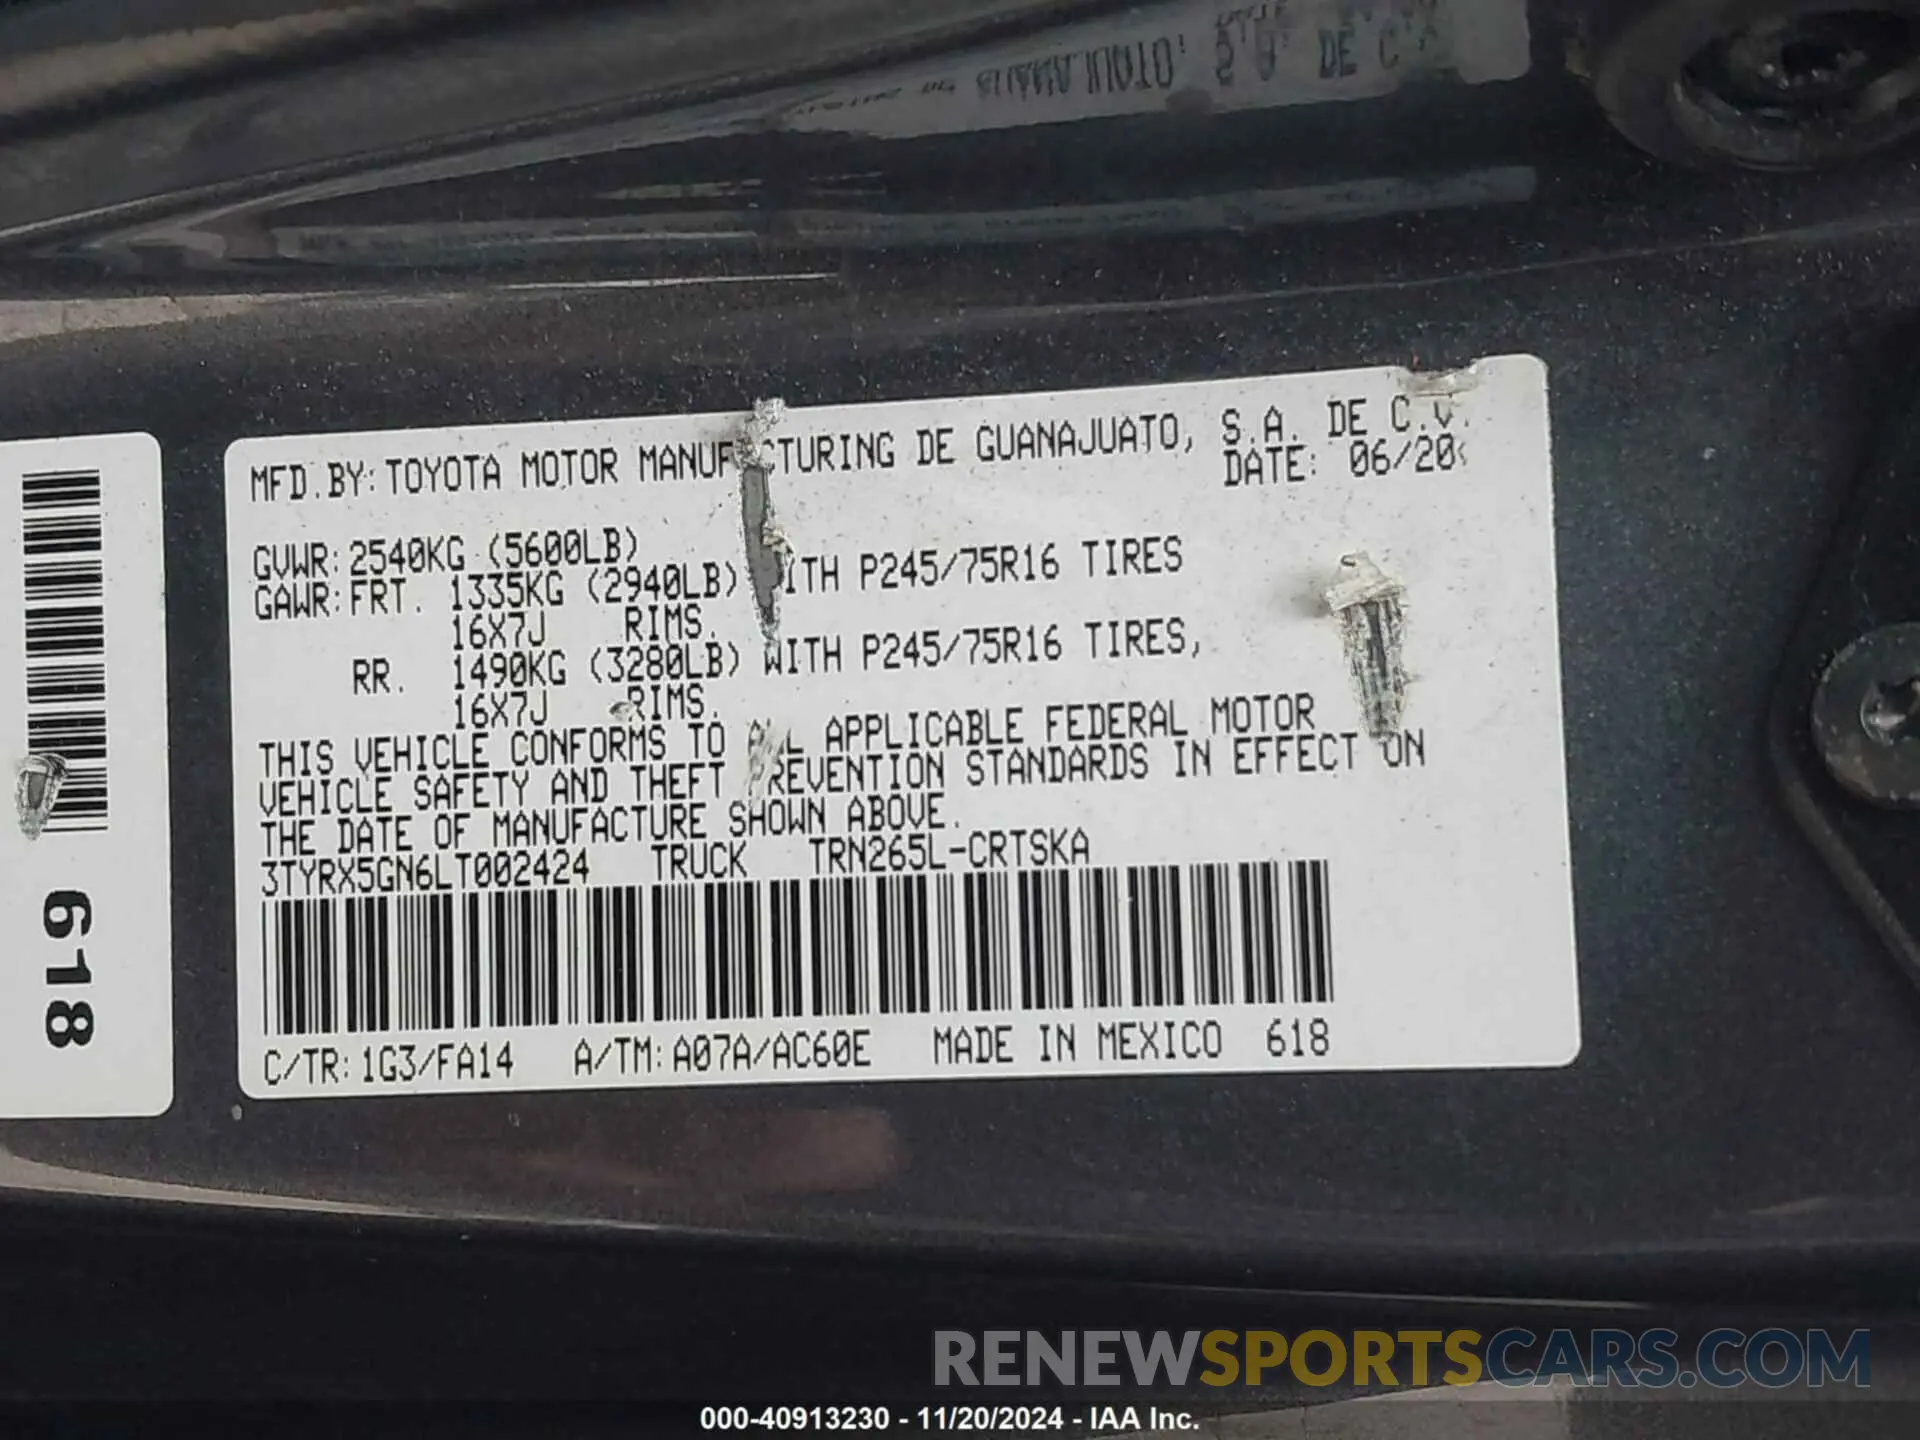 MFD.BY: TOYOTA MOTOR MANUFACTURING DE GUANAJUATO, S.A. DE C.V.
DATE: 06/20
GVWR: 2540KG (5600LB)
GAWR: FRT. 1335KG (2940LB) WITH P245/75R16 TIRES
16X7J RIMS.
RR. 1490KG (3280LB) WITH P245/75R16 TIRES,
16X7J RIMS.
THIS VEHICLE CONFORMS TO ALL APPLICABLE FEDERAL MOTOR
VEHICLE SAFETY AND THEFT PREVENTION STANDARDS IN EFFECT ON
THE DATE OF MANUFACTURE SHOWN ABOVE.
3TYRX5GN6LT002424 TRUCK TRN265L-CRTSKA
C/TR: 1G3/FA14 A/TM: A07A/AC60E MADE IN MEXICO 618
618
RENEWSPORTSCARS.COM
000-40913230 - 11/20/2024 - IAA Inc.